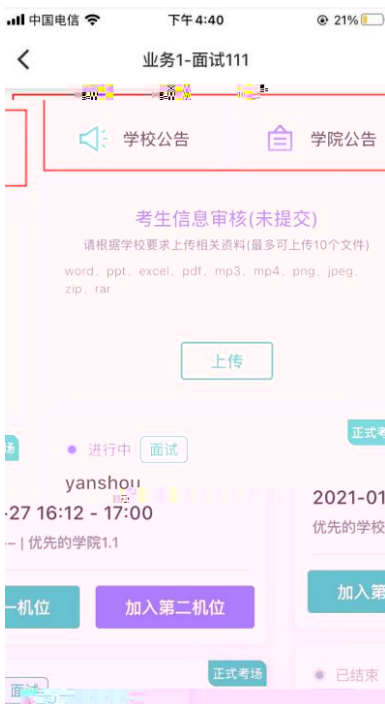 中国电信 下午4:40 21%
业务1-面试111
学校公告 学院公告
考生信息审核(未提交)
请根据学校要求上传相关资料(最多可上传10个文件)
word、ppt、excel、pdf、mp3、mp4、png、jpeg、
zip、rar
上传
正式考
进行中 面试
yanshou
-27 16:12 - 17:00
2021-01
-- | 优先的学院1.1
优先的学校
一机位 加入第二机位
加入第
正式考场
已结束
面试